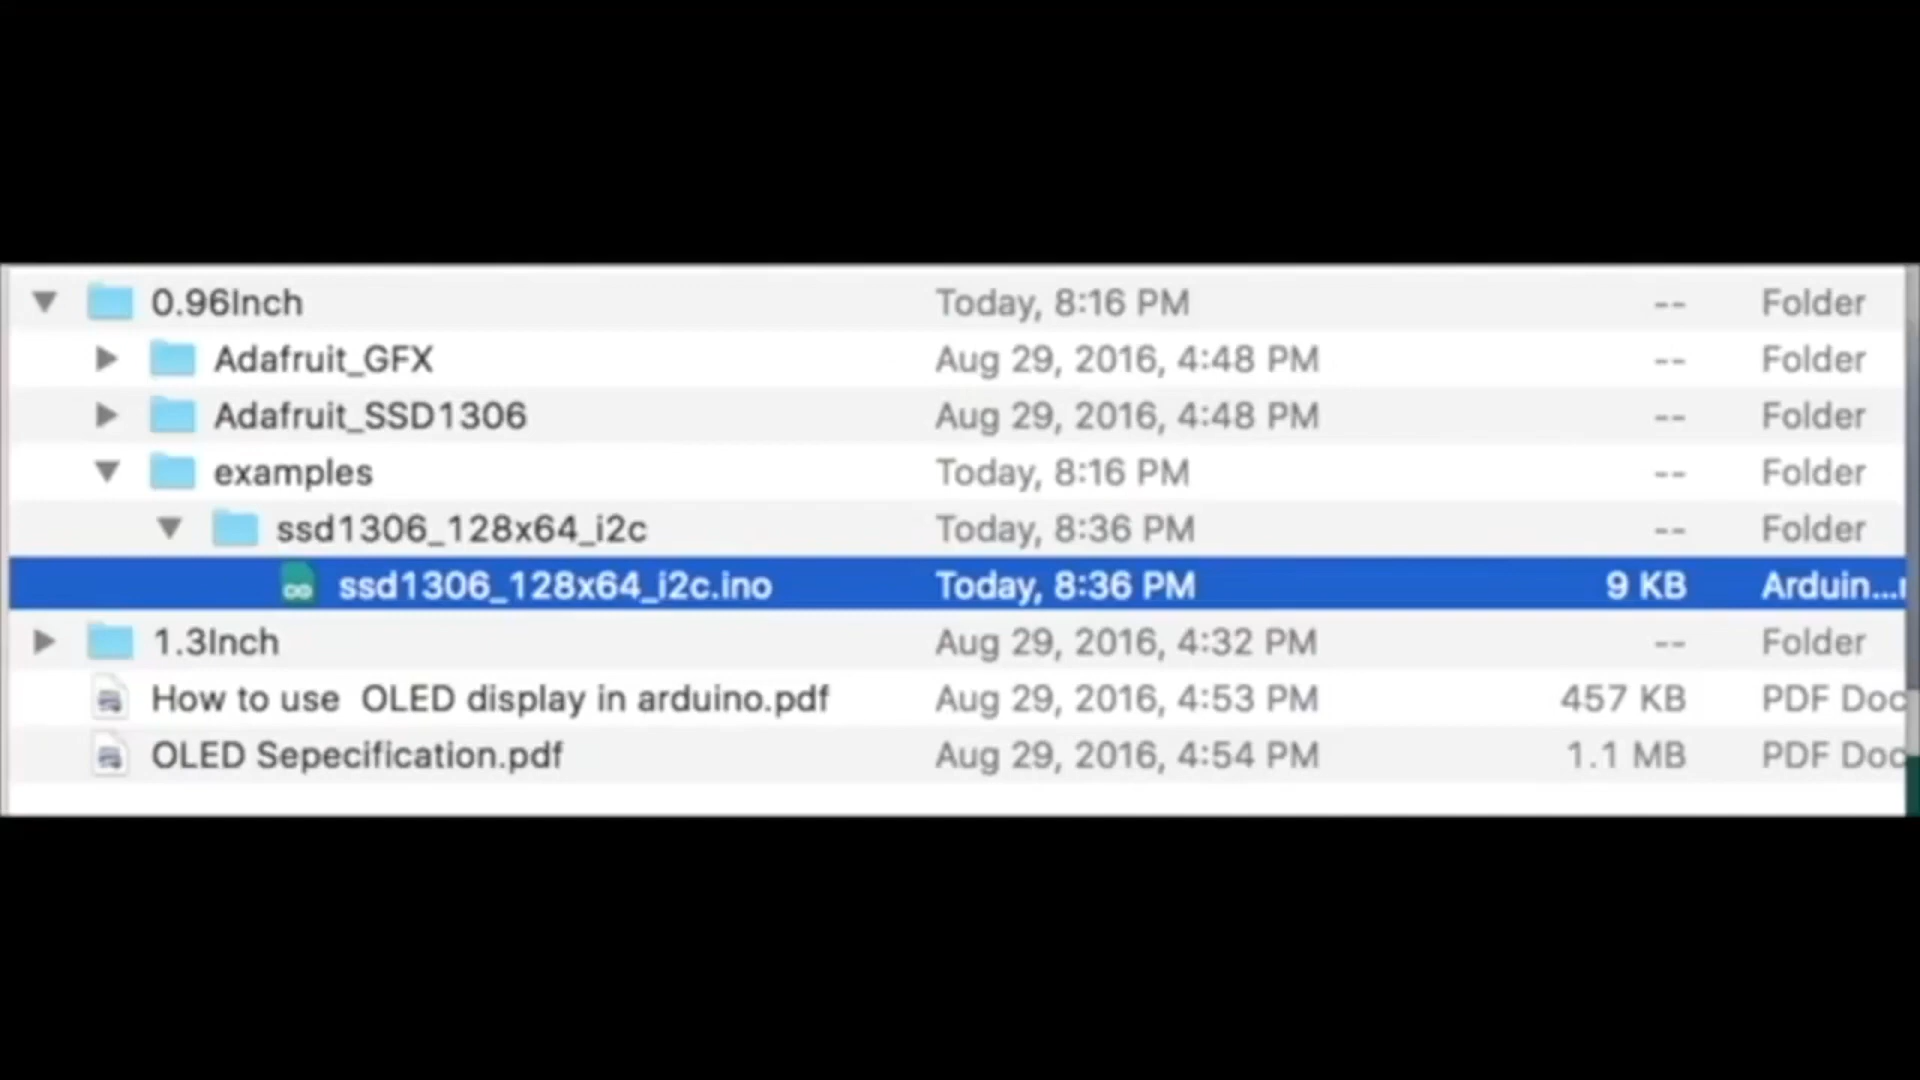 0.96Inch Today, 8:16 PM -- Folder
Adafruit_GFX Aug 29, 2016, 4:48 PM -- Folder
Adafruit_SSD1306 Aug 29, 2016, 4:48 PM -- Folder
examples Today, 8:16 PM -- Folder
ssd1306_128x64_i2c Today, 8:36 PM -- Folder
ssd1306_128x64_i2c.ino Today, 8:36 PM 9 KB Arduin...
1.3Inch Aug 29, 2016, 4:32 PM -- Folder
How to use  OLED display in arduino.pdf Aug 29, 2016, 4:53 PM 457 KB PDF Doc
OLED Sepecification.pdf Aug 29, 2016, 4:54 PM 1.1 MB PDF Doc